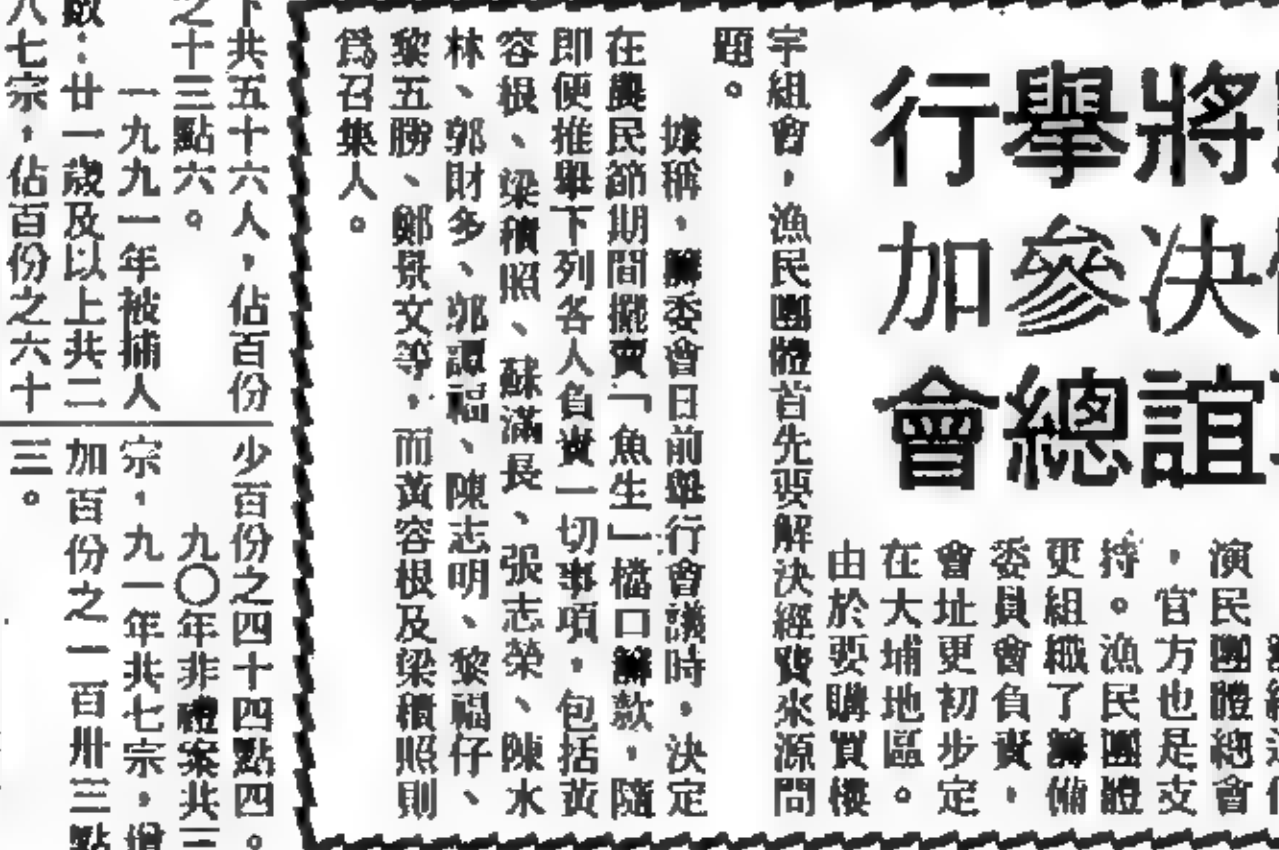 將舉行
決參加
誼總會
演民團體總會
，官方也是支
持。漁民團體
更組織了籌備
委員會負責，
會址更初步定
在大埔地區。
由於要購買樓
宇組會，漁民團體首先要解決經費來源問
題。
據稱，籌委會日前舉行會議時，決定
在農民節期間擺賣「魚生」檔口籌款，隨
即便推舉下列各人負責一切事項，包括黃
容根、梁積照、蘇滿長、張志榮、陳水
林、郭財多、郭譚福、陳志明、黎福仔、
黎五勝、鄭景文等，而黃容根及梁積照則
爲召集人。
下共五十六人，佔百份
之十三點六。
一九九一年被捕人
啟：廿一歲及以上共二
八七宗，佔百份之六十
少百份之四十四點四。
九〇年非禮案共三
宗，九一年共七宗，增
加百份之一百卅三點
三。